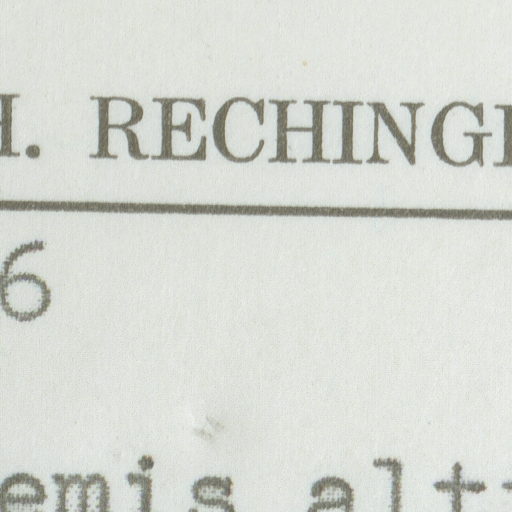 H. RECHINGE
6
emis alt